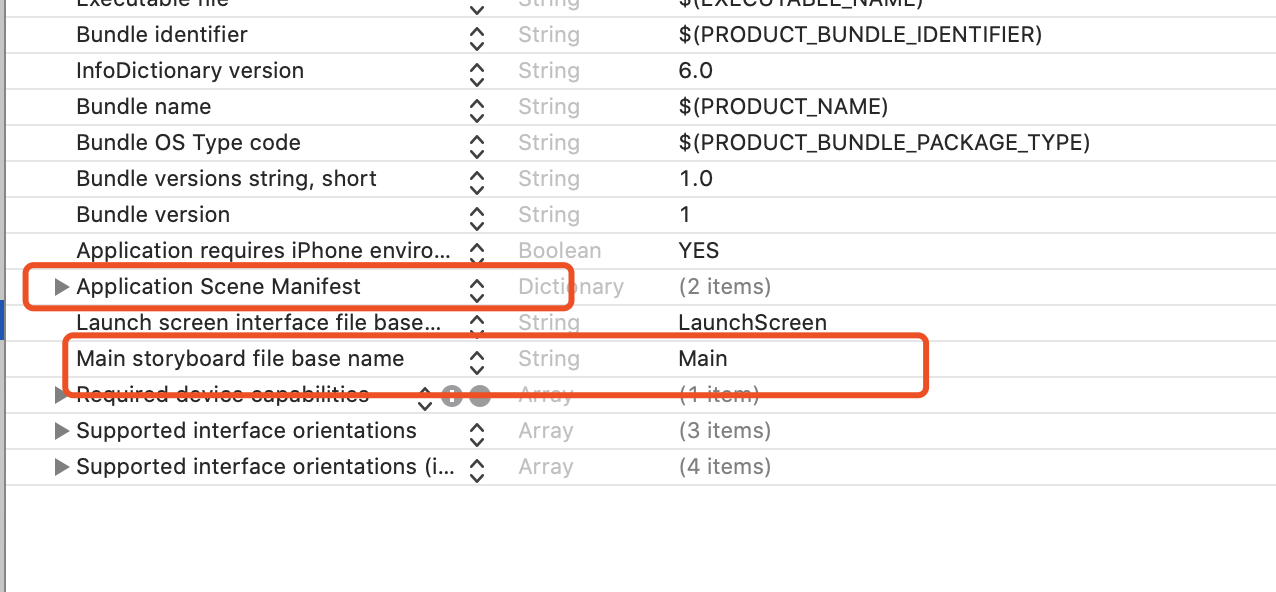 Executable file String $(EXECUTABLE_NAME)
Bundle identifier String $(PRODUCT_BUNDLE_IDENTIFIER)
InfoDictionary version String 6.0
Bundle name String $(PRODUCT_NAME)
Bundle OS Type code String $(PRODUCT_BUNDLE_PACKAGE_TYPE)
Bundle versions string, short String 1.0
Bundle version String 1
Application requires iPhone enviro... Boolean YES
Application Scene Manifest Dictionary (2 items)
Launch screen interface file base... String LaunchScreen
Main storyboard file base name String Main
Required device capabilities Array (1 item)
Supported interface orientations Array (3 items)
Supported interface orientations (i... Array (4 items)